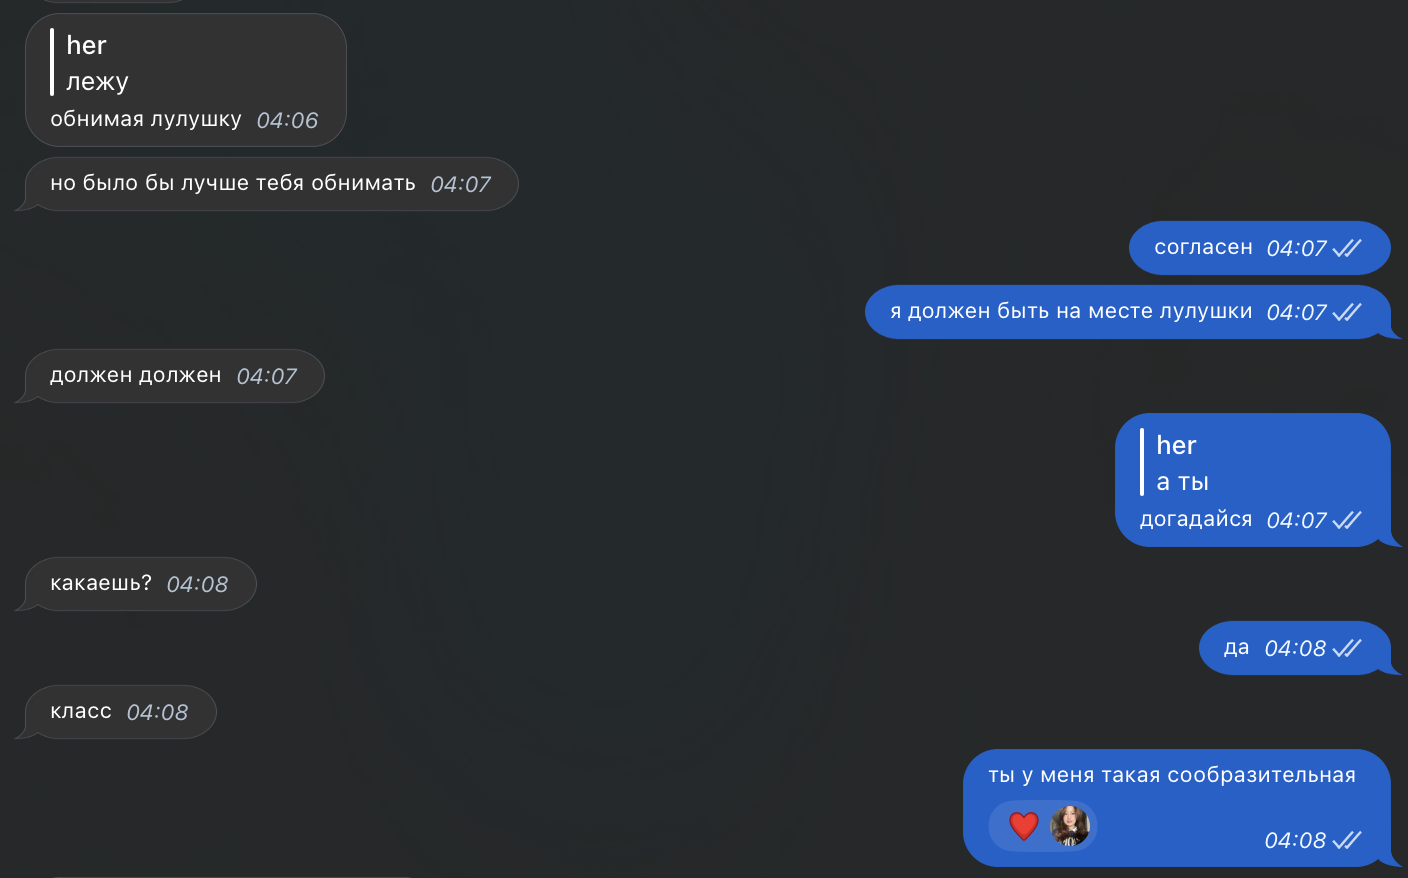 her
лежу
обнимая лулушку 04:06
но было бы лучше тебя обнимать 04:07
согласен 04:07
я должен быть на месте лулушки 04:07
должен должен 04:07
her
а ты
догадайся 04:07
какаешь? 04:08
да 04:08
класс 04:08
ты у меня такая сообразительная
04:08